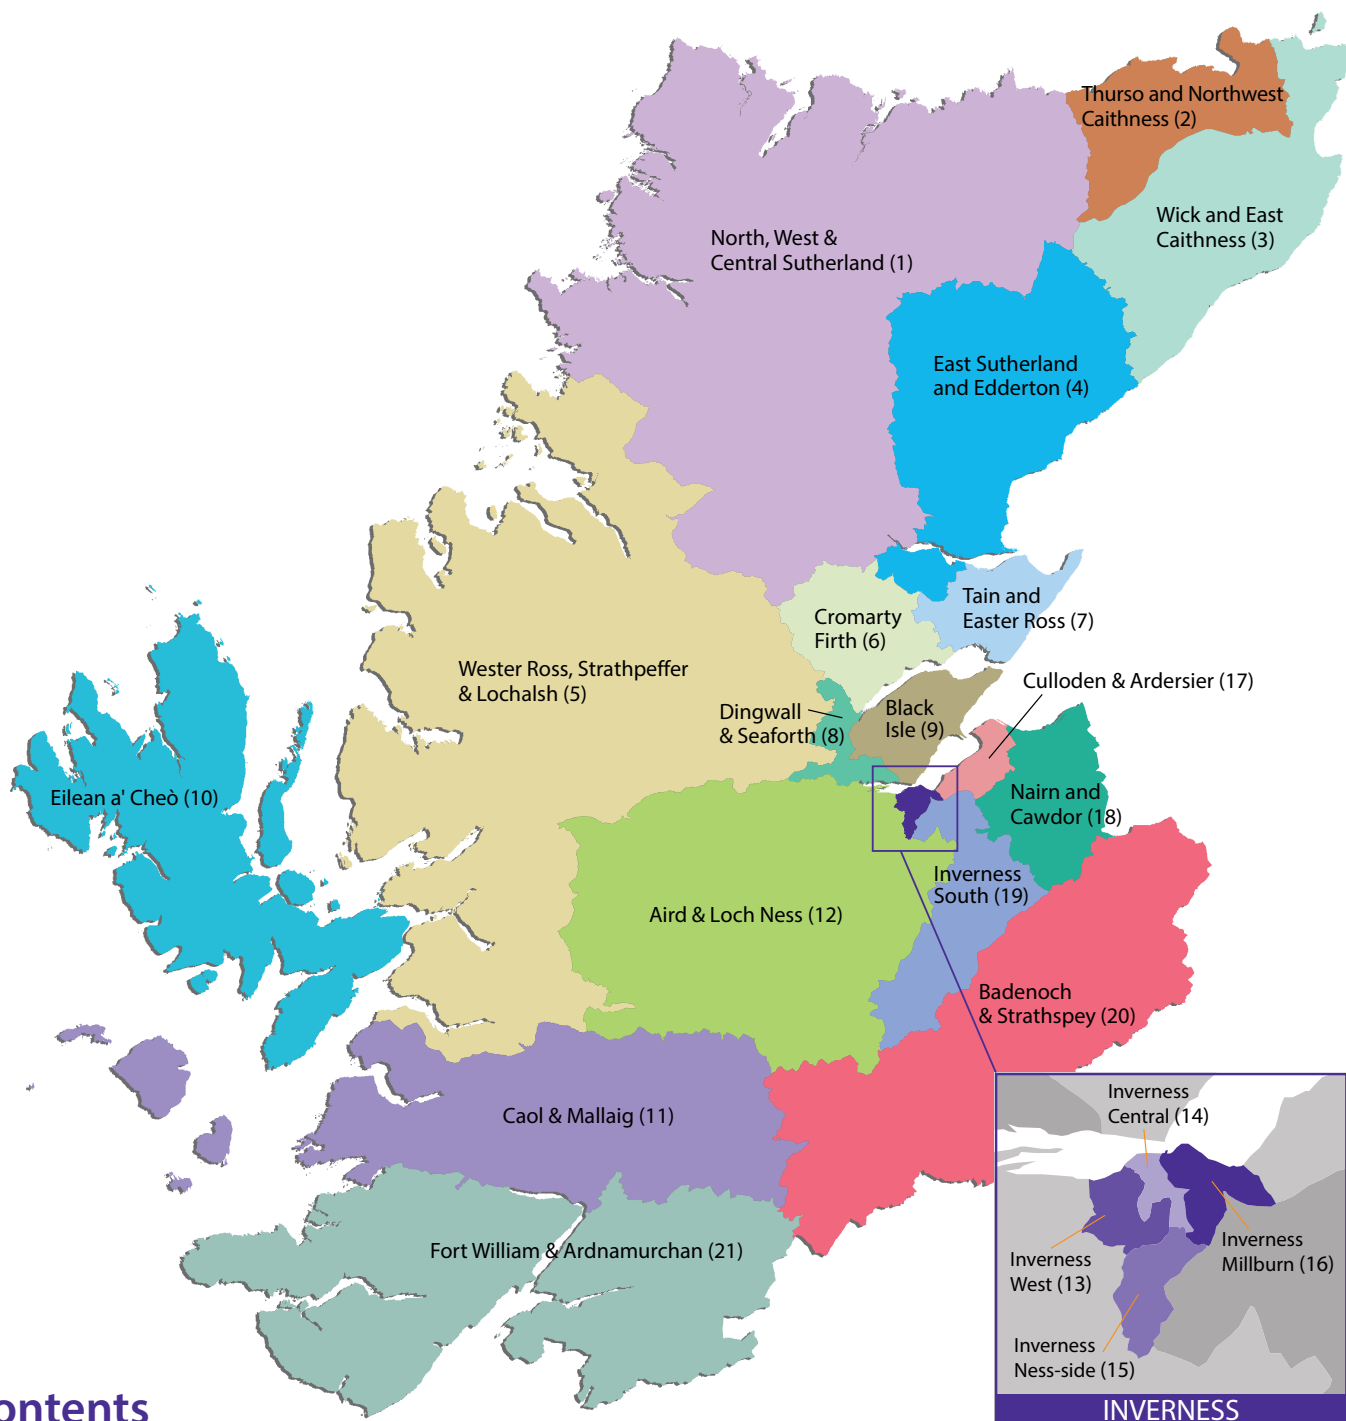 Thurso and Northwest
Caithness (2)
Wick and East
Caithness (3)
North, West &
Central Sutherland (1)
East Sutherland
and Edderton (4)
Tain and
Easter Ross (7)
Cromarty
Firth (6)
Wester Ross, Strathpeffer
& Lochalsh (5)
Culloden & Ardersier (17)
Dingwall
& Seaforth (8)
Black
Isle (9)
Eilean a' Cheò (10)
Nairn and
Cawdor (18)
Inverness
South (19)
Aird & Loch Ness (12)
Badenoch
& Strathspey (20)
Caol & Mallaig (11)
Fort William & Ardnamurchan (21)
Inverness
Central (14)
Inverness
West (13)
Inverness
Millburn (16)
Inverness
Ness-side (15)
INVERNESS
ontents